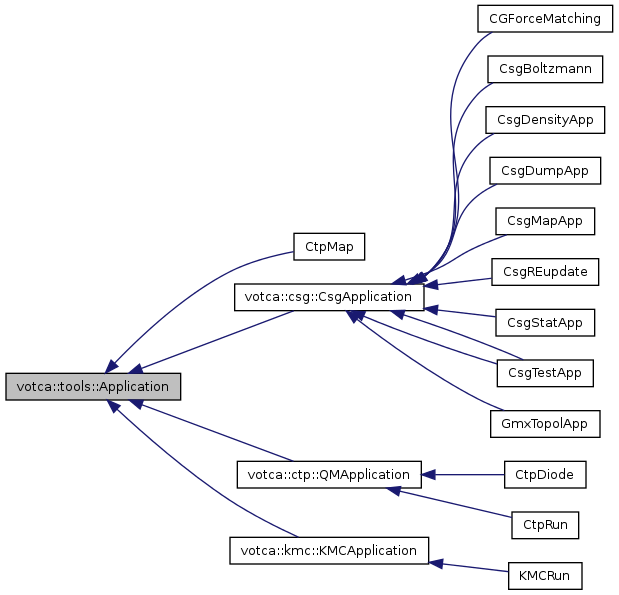 CGForceMatching
CsgBoltzmann
CsgDensityApp
CsgDumpApp
CsgMapApp
CtpMap
CsgREupdate
votca::csg::CsgApplication
CsgStatApp
CsgTestApp
votca::tools::Application
GmxTopolApp
votca::ctp::QMApplication
CtpDiode
CtpRun
votca::kmc::KMCApplication
KMCRun